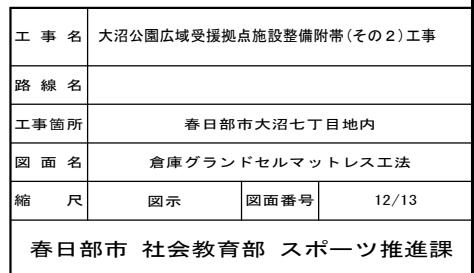 工事名 大沼公園広域受援拠点施設整備附帯(その2)工事
路線名
工事箇所 春日部市大沼七丁目地内
図面名 倉庫グランドセルマットレス工法
縮尺 図示 図面番号 12/13
春日部市 社会教育部 スポーツ推進課